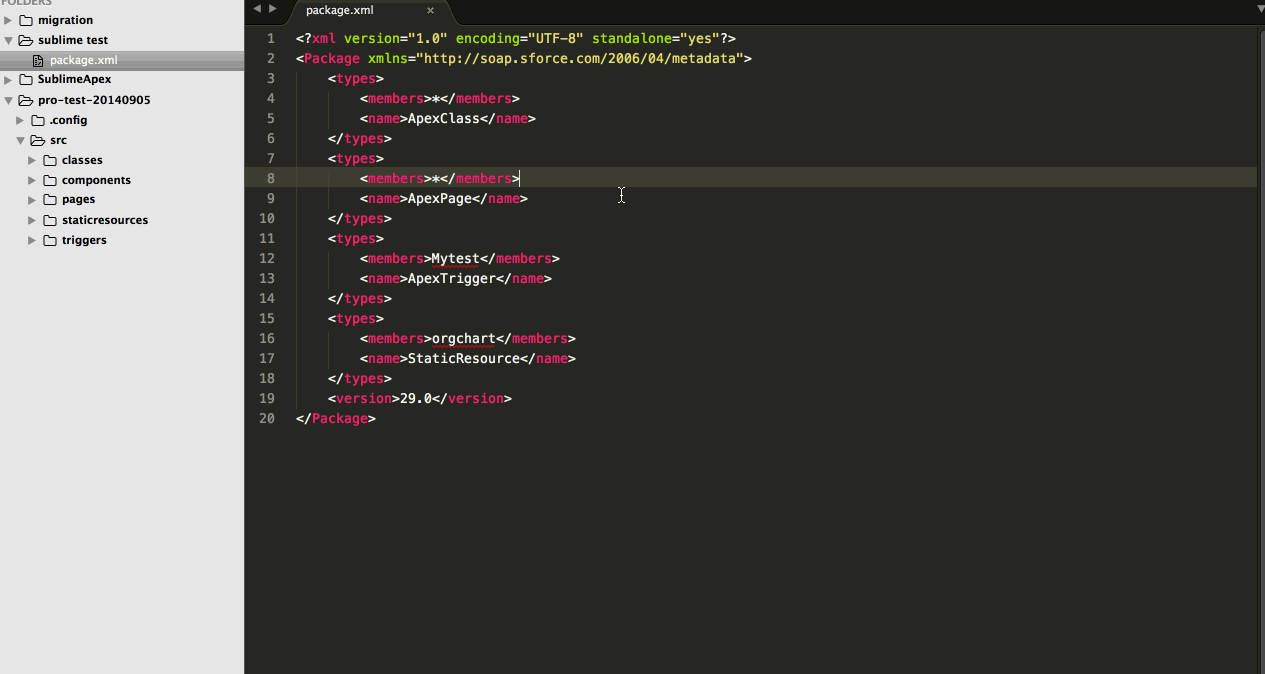 FOLDERS
migration
sublime test
package.xml
SublimeApex
pro-test-20140905
.config
src
classes
components
pages
staticresources
triggers
package.xml ×
1 <?xml version="1.0" encoding="UTF-8" standalone="yes"?>
2 <Package xmlns="http://soap.sforce.com/2006/04/metadata">
3 <types>
4 <members>*</members>
5 <name>ApexClass</name>
6 </types>
7 <types>
8 <members>*</members>
9 <name>ApexPage</name>
10 </types>
11 <types>
12 <members>Mytest</members>
13 <name>ApexTrigger</name>
14 </types>
15 <types>
16 <members>orgchart</members>
17 <name>StaticResource</name>
18 </types>
19 <version>29.0</version>
20 </Package>